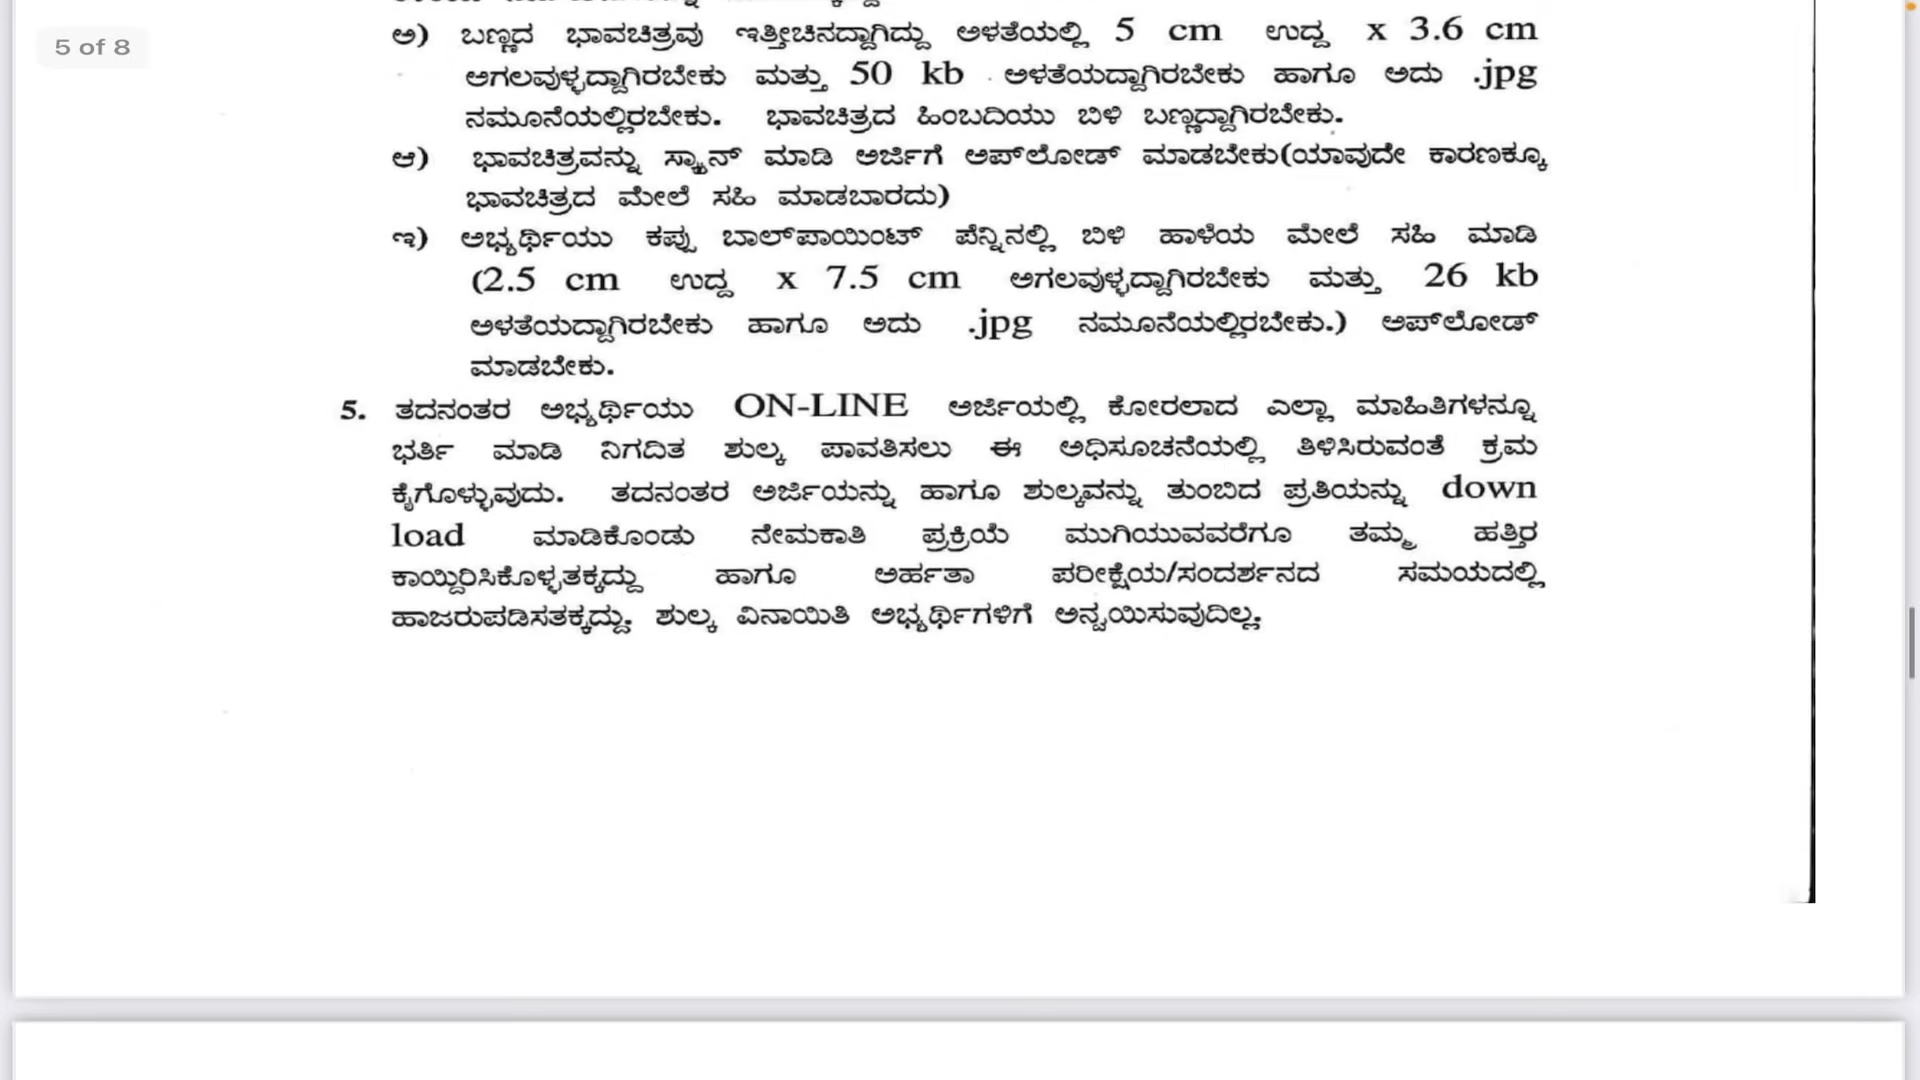 5 of 8
ಅ) ಬಣ್ಣದ ಭಾವಚಿತ್ರವು ಇತ್ತೀಚಿನದ್ದಾಗಿದ್ದು ಅಳತೆಯಲ್ಲಿ 5 cm ಉದ್ದ x 3.6 cm
ಅಗಲವುಳ್ಳದ್ದಾಗಿರಬೇಕು ಮತ್ತು 50 kb ಅಳತೆಯದ್ದಾಗಿರಬೇಕು ಹಾಗೂ ಅದು .jpg
ನಮೂನೆಯಲ್ಲಿರಬೇಕು. ಭಾವಚಿತ್ರದ ಹಿಂಬದಿಯು ಬಿಳಿ ಬಣ್ಣದ್ದಾಗಿರಬೇಕು.
ಆ) ಭಾವಚಿತ್ರವನ್ನು ಸ್ಕ್ಯಾನ್ ಮಾಡಿ ಅರ್ಜಿಗೆ ಅಪ್‌ಲೋಡ್ ಮಾಡಬೇಕು(ಯಾವುದೇ ಕಾರಣಕ್ಕೂ
ಭಾವಚಿತ್ರದ ಮೇಲೆ ಸಹಿ ಮಾಡಬಾರದು)
ಇ) ಅಭ್ಯರ್ಥಿಯು ಕಪ್ಪು ಬಾಲ್‌ಪಾಯಿಂಟ್ ಪೆನ್ನಿನಲ್ಲಿ ಬಿಳಿ ಹಾಳೆಯ ಮೇಲೆ ಸಹಿ ಮಾಡಿ
(2.5 cm ಉದ್ದ x 7.5 cm ಅಗಲವುಳ್ಳದ್ದಾಗಿರಬೇಕು ಮತ್ತು 26 kb
ಅಳತೆಯದ್ದಾಗಿರಬೇಕು ಹಾಗೂ ಅದು .jpg ನಮೂನೆಯಲ್ಲಿರಬೇಕು.) ಅಪ್‌ಲೋಡ್
ಮಾಡಬೇಕು.
5. ತದನಂತರ ಅಭ್ಯರ್ಥಿಯು ON-LINE ಅರ್ಜಿಯಲ್ಲಿ ಕೋರಲಾದ ಎಲ್ಲಾ ಮಾಹಿತಿಗಳನ್ನೂ
ಭರ್ತಿ ಮಾಡಿ ನಿಗದಿತ ಶುಲ್ಕ ಪಾವತಿಸಲು ಈ ಅಧಿಸೂಚನೆಯಲ್ಲಿ ತಿಳಿಸಿರುವಂತೆ ಕ್ರಮ
ಕೈಗೊಳ್ಳುವುದು. ತದನಂತರ ಅರ್ಜಿಯನ್ನು ಹಾಗೂ ಶುಲ್ಕವನ್ನು ತುಂಬಿದ ಪ್ರತಿಯನ್ನು down
load ಮಾಡಿಕೊಂಡು ನೇಮಕಾತಿ ಪ್ರಕ್ರಿಯೆ ಮುಗಿಯುವವರೆಗೂ ತಮ್ಮ ಹತ್ತಿರ
ಕಾಯ್ದಿರಿಸಿಕೊಳ್ಳತಕ್ಕದ್ದು ಹಾಗೂ ಅರ್ಹತಾ ಪರೀಕ್ಷೆಯ/ಸಂದರ್ಶನದ ಸಮಯದಲ್ಲಿ
ಹಾಜರುಪಡಿಸತಕ್ಕದ್ದು. ಶುಲ್ಕ ವಿನಾಯಿತಿ ಅಭ್ಯರ್ಥಿಗಳಿಗೆ ಅನ್ವಯಿಸುವುದಿಲ್ಲ.